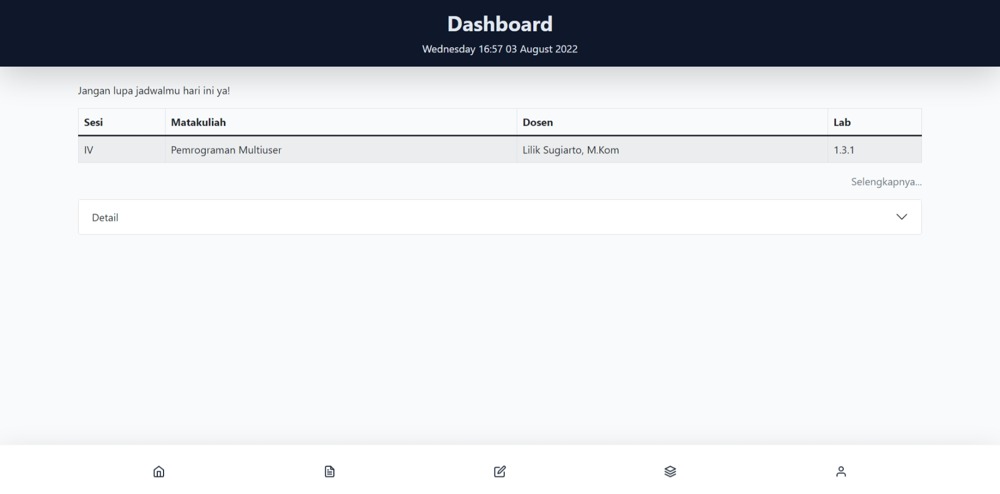 Dashboard
Wednesday 16:57 03 August 2022
Jangan lupa jadwalmu hari ini ya!
Sesi Matakuliah Dosen Lab
IV Pemrograman Multiuser Lilik Sugiarto, M.Kom 1.3.1
Selengkapnya...
Detail